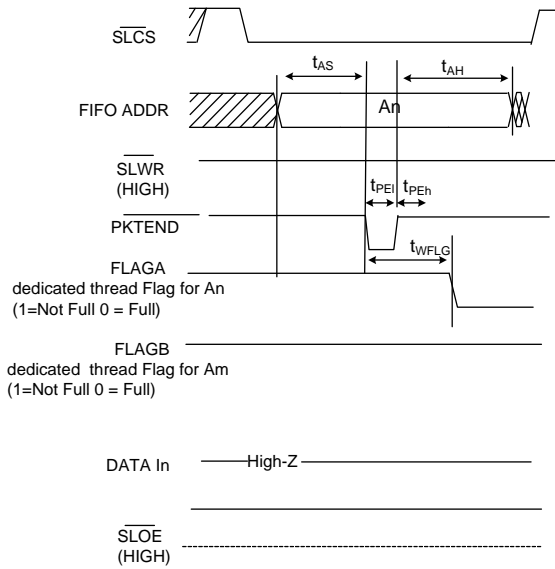 SLCS
tAS
tAH
FIFO ADDR
An
SLWR
(HIGH)
tPEl
tPEh
PKTEND
tWFLG
FLAGA
dedicated thread Flag for An
(1=Not Full 0 = Full)
FLAGB
dedicated thread Flag for Am
(1=Not Full 0 = Full)
DATA In
High-Z
SLOE
(HIGH)